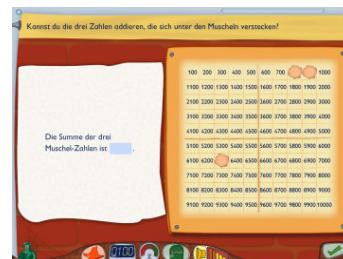 Kannst du die drei Zahlen addieren, die sich unter den Muscheln verstecken?
100 200 300 400 500 600 700 1000
1100 1200 1300 1400 1500 1600 1700 1800 1900 2000
2100 2200 2300 2400 2500 2600 2700 2800 2900 3000
3100 3200 3300 3400 3500 3600 3700 3800 3900 4000
4100 4200 4300 4400 4500 4600 4700 4800 4900 5000
5100 5200 5300 5400 5500 5600 5700 5800 5900 6000
6100 6200 6400 6500 6600 6700 6800 6900 7000
7100 7200 7300 7400 7500 7600 7700 7800 7900 8000
8100 8200 8300 8400 8500 8600 8700 8800 8900 9000
9100 9200 9300 9400 9500 9600 9700 9800 9900 10000
Die Summe der drei
Muschel-Zahlen ist .
0100